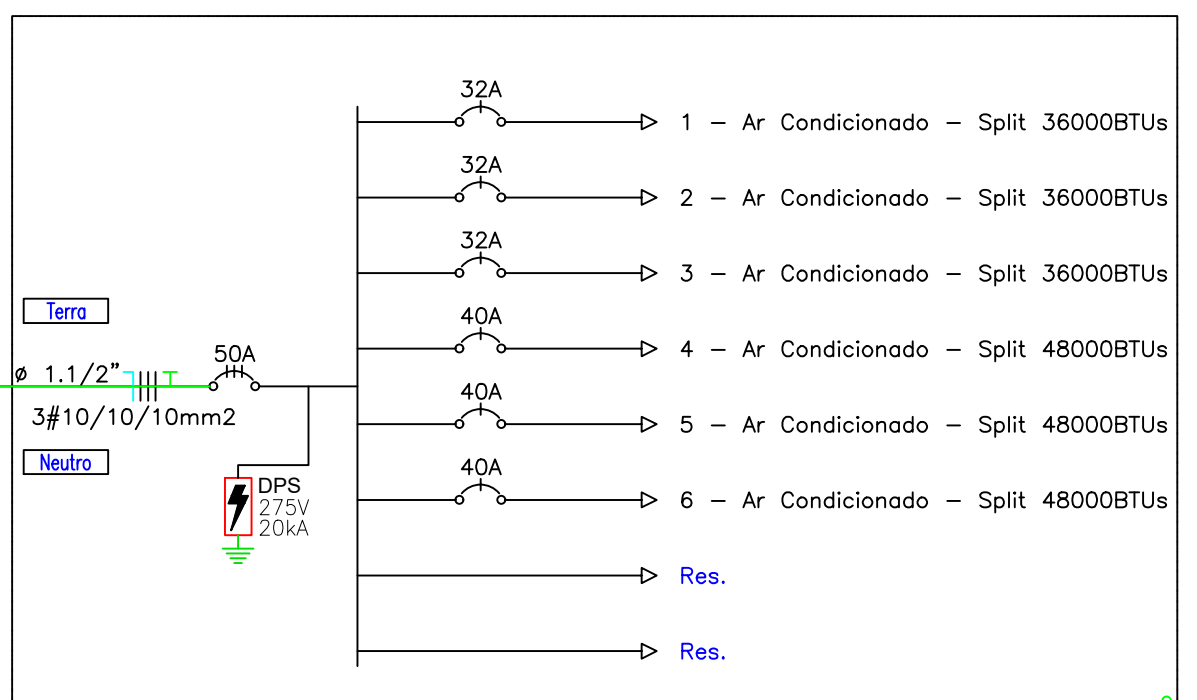 32A
1 - Ar Condicionado - Split 36000BTUs
32A
2 - Ar Condicionado - Split 36000BTUs
32A
3 - Ar Condicionado - Split 36000BTUs
Terra
40A
4 - Ar Condicionado - Split 48000BTUs
50A
ø 1.1/2"
3#10/10/10mm2
40A
5 - Ar Condicionado - Split 48000BTUs
Neutro
40A
6 - Ar Condicionado - Split 48000BTUs
DPS
275V
20kA
Res.
Res.